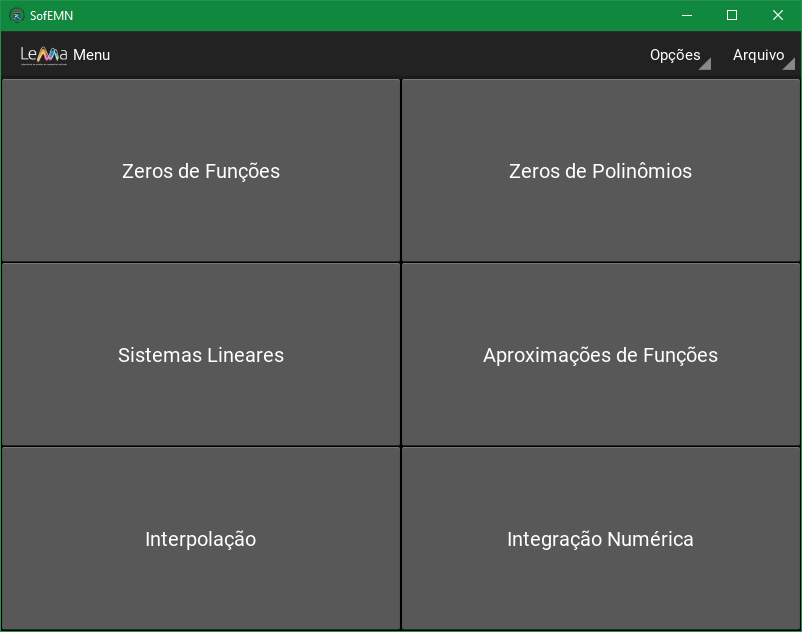 SofEMN
LeMa Menu
Opções
Arquivo
Zeros de Funções
Zeros de Polinômios
Sistemas Lineares
Aproximações de Funções
Interpolação
Integração Numérica